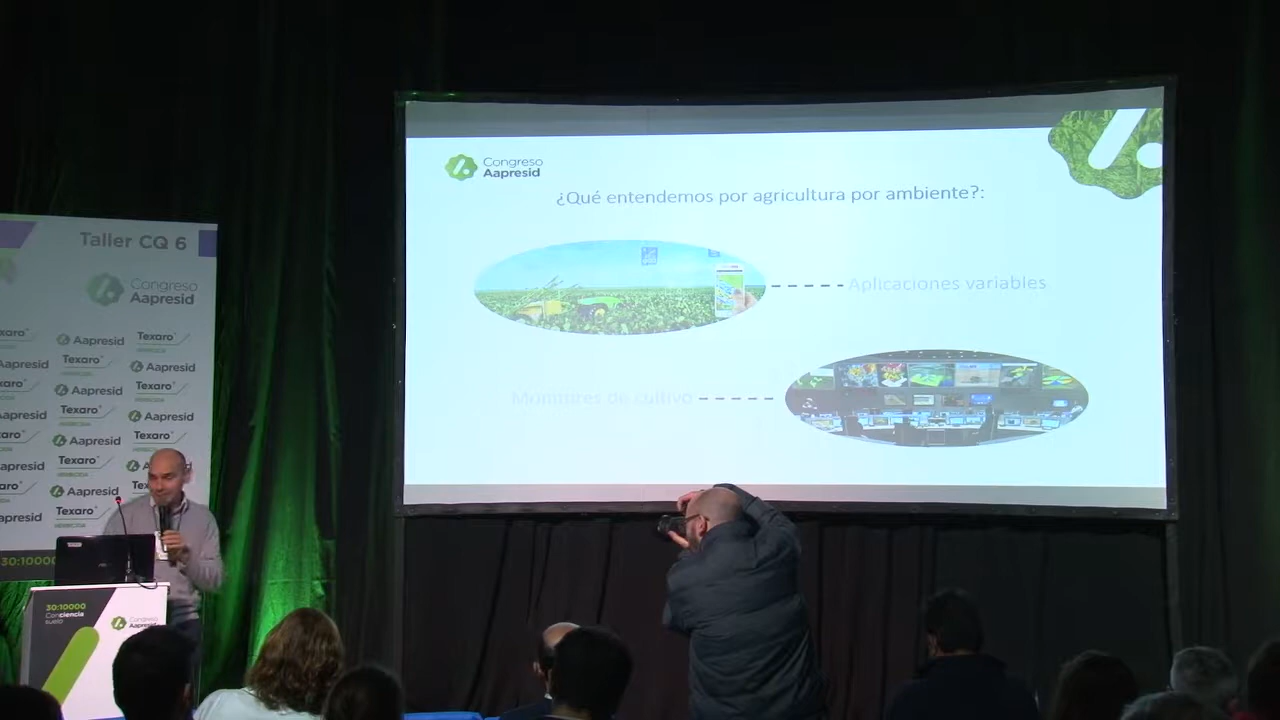 Congreso
Aapresid
¿Qué entendemos por agricultura por ambiente?:
Aplicaciones variables
Monitores de cultivo
Taller CQ 6
Congreso
Aapresid
Texaro
Aapresid
Texaro
Aapresid
Texaro
Aapresid
Texaro
Aapresid
Texaro
Aapresid
Texaro
Aapresid
Texaro
Aapresid
Texaro
30:10000
30:10000
Conciencia
suelo
Congreso
Aapresid